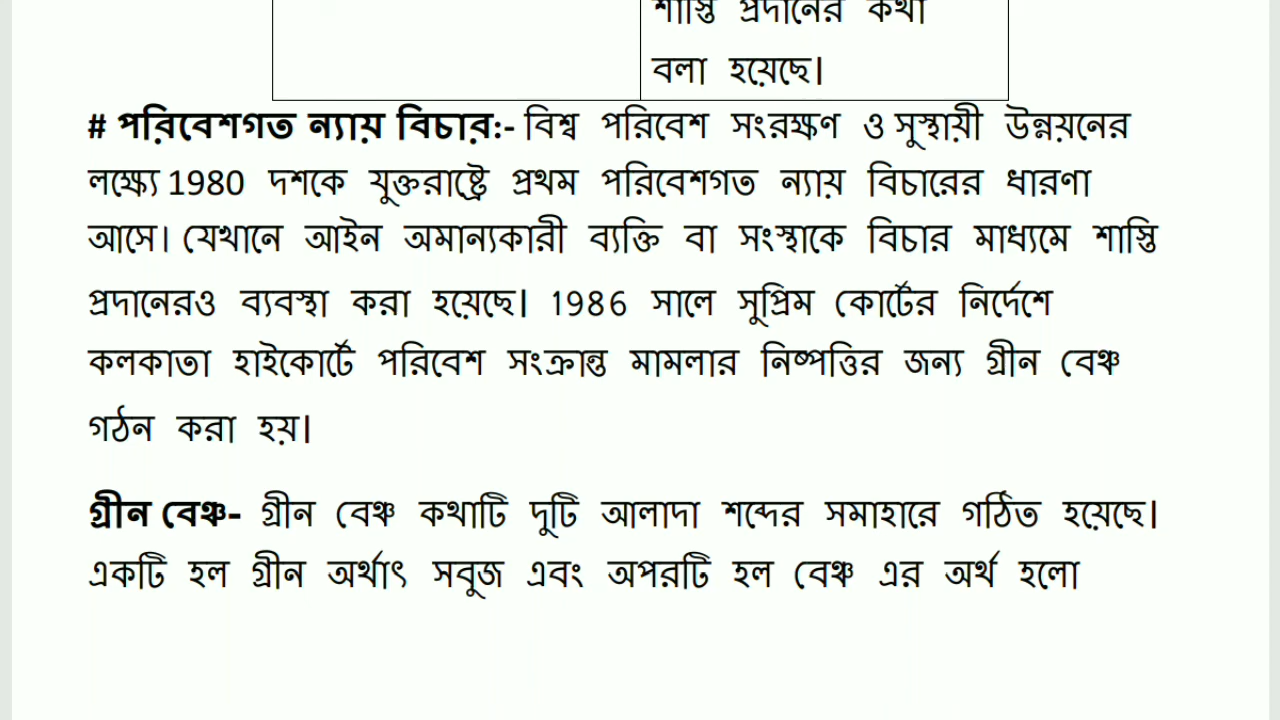 শাস্তি প্রদানের কথা
বলা হয়েছে।
# পরিবেশগত ন্যায় বিচার:- বিশ্ব পরিবেশ সংরক্ষণ ও সুস্থায়ী উন্নয়নের
লক্ষ্যে 1980 দশকে যুক্তরাষ্ট্রে প্রথম পরিবেশগত ন্যায় বিচারের ধারণা
আসে। যেখানে আইন অমান্যকারী ব্যক্তি বা সংস্থাকে বিচার মাধ্যমে শাস্তি
প্রদানেরও ব্যবস্থা করা হয়েছে। 1986 সালে সুপ্রিম কোর্টের নির্দেশে
কলকাতা হাইকোর্টে পরিবেশ সংক্রান্ত মামলার নিষ্পত্তির জন্য গ্রীন বেঞ্চ
গঠন করা হয়।
গ্রীন বেঞ্চ- গ্রীন বেঞ্চ কথাটি দুটি আলাদা শব্দের সমাহারে গঠিত হয়েছে।
একটি হল গ্রীন অর্থাৎ সবুজ এবং অপরটি হল বেঞ্চ এর অর্থ হলো